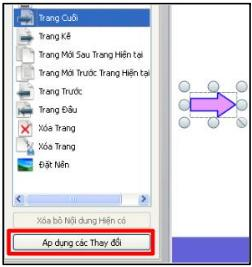 Trang Cuối
Trang Kế
Trang Mới Sau Trang Hiện tại
Trang Mới Trước Trang Hiện tại
Trang Trước
Trang Đầu
Xóa Trang
Xóa Trang
Đặt Nền
Xóa bỏ Nội dung Hiện có
Áp dụng các Thay đổi